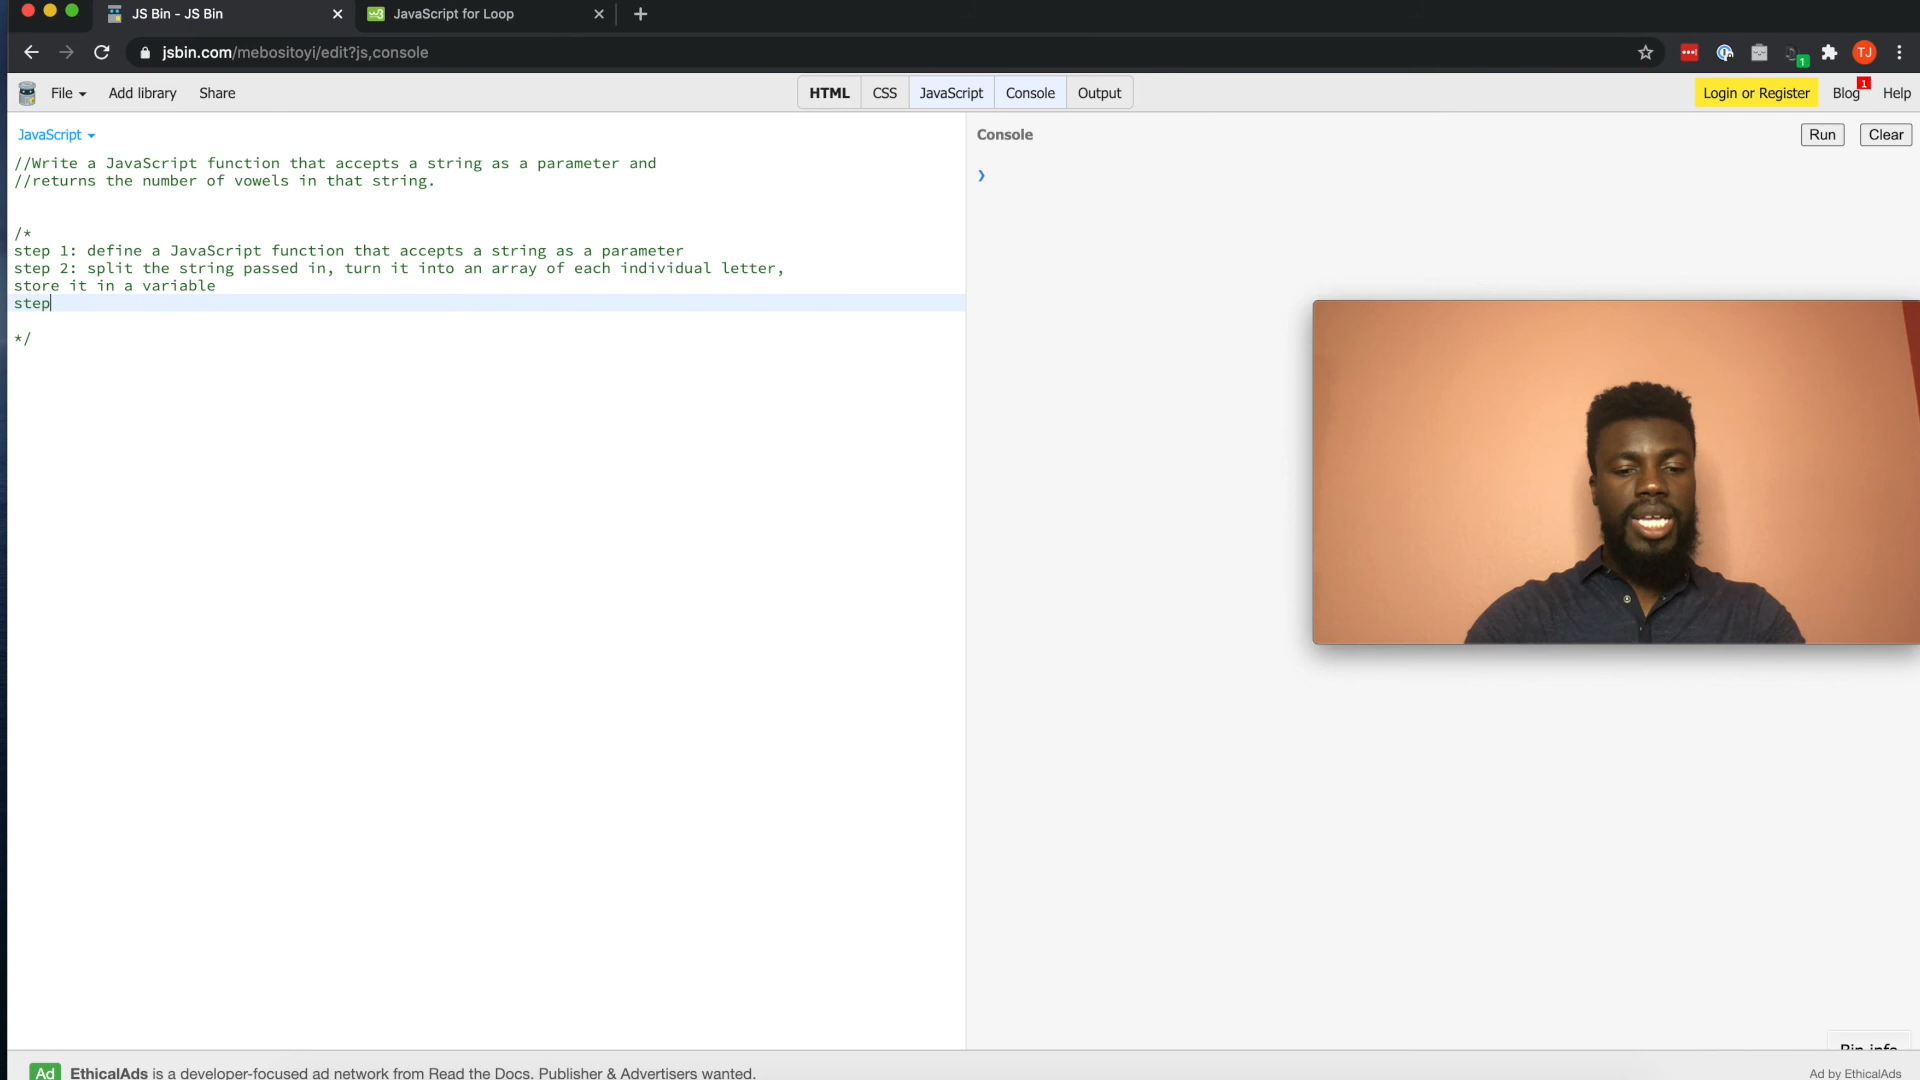 JS Bin - JS Bin
JavaScript for Loop
jsbin.com/mebositoyi/edit?js,console
TJ
1
File
Add library
Share
HTML
CSS
JavaScript
Console
Output
Login or Register
Blog
1
Help
JavaScript
Console
Run
Clear
//Write a JavaScript function that accepts a string as a parameter and
//returns the number of vowels in that string.
/*
step 1: define a JavaScript function that accepts a string as a parameter
step 2: split the string passed in, turn it into an array of each individual letter,
store it in a variable
step
*/
Bin info
Ad EthicalAds is a developer-focused ad network from Read the Docs. Publisher & Advertisers wanted.
Ad by EthicalAds